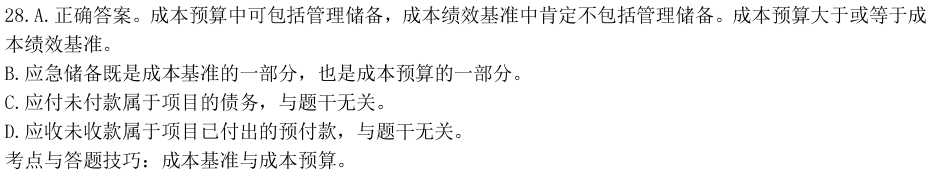 28. A. 正确答案。成本预算中可包括管理储备，成本绩效基准中肯定不包括管理储备。成本预算大于或等于成
本绩效基准。
B. 应急储备既是成本基准的一部分，也是成本预算的一部分。
C. 应付未付款属于项目的债务，与题干无关。
D. 应收未收款属于项目已付出的预付款，与题干无关。
考点与答题技巧：成本基准与成本预算。